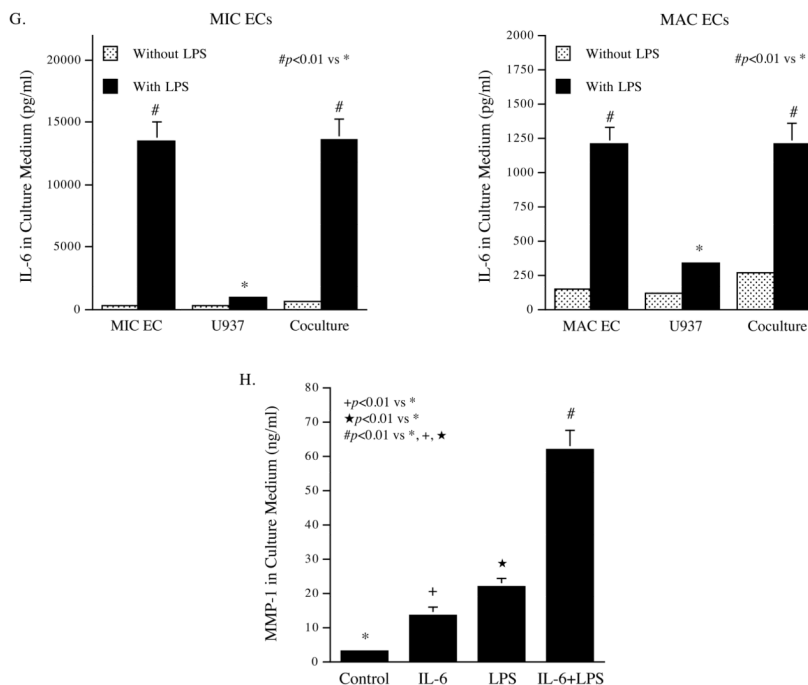 G.
MIC ECs
IL-6 in Culture Medium (pg/ml)
20000
15000
10000
5000
0
Without LPS
With LPS
#p<0.01 vs *
#
*
#
MIC EC
U937
Coculture
MAC ECs
IL-6 in Culture Medium (pg/ml)
2000
1750
1500
1250
1000
750
500
250
0
Without LPS
With LPS
#p<0.01 vs *
#
*
#
MAC EC
U937
Coculture
H.
MMP-1 in Culture Medium (ng/ml)
80
70
60
50
40
30
20
10
0
+p<0.01 vs *
★p<0.01 vs *
#p<0.01 vs *, +, ★
*
+
★
#
Control
IL-6
LPS
IL-6+LPS